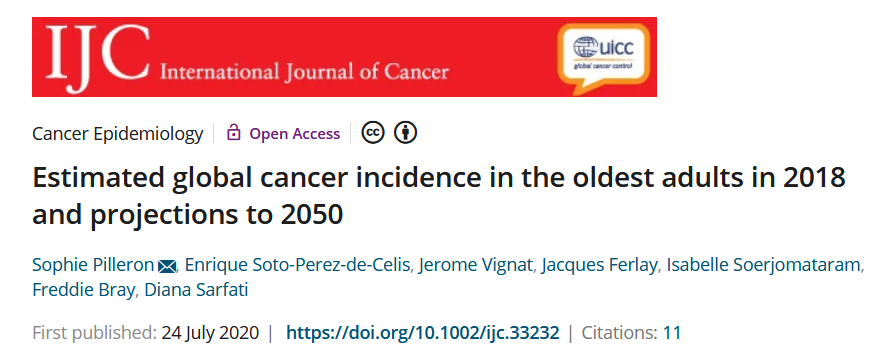 IJC International Journal of Cancer
uicc
global cancer control
Cancer Epidemiology Open Access cc
Estimated global cancer incidence in the oldest adults in 2018
and projections to 2050
Sophie Pilleron, Enrique Soto-Perez-de-Celis, Jerome Vignat, Jacques Ferlay, Isabelle Soerjomataram,
Freddie Bray, Diana Sarfati
First published: 24 July 2020 | https://doi.org/10.1002/ijc.33232 | Citations: 11